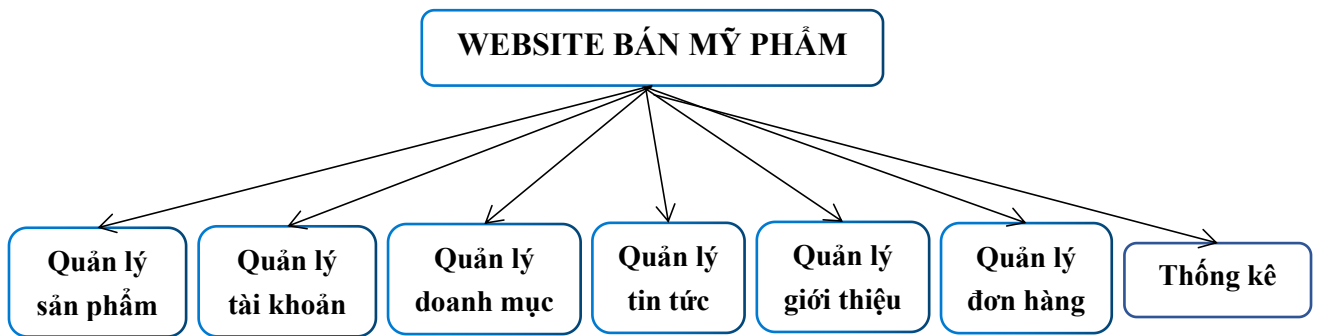 WEBSITE BÁN MỸ PHẨM
Quản lý
sản phẩm
Quản lý
tài khoản
Quản lý
doanh mục
Quản lý
tin tức
Quản lý
giới thiệu
Quản lý
đơn hàng
Thống kê